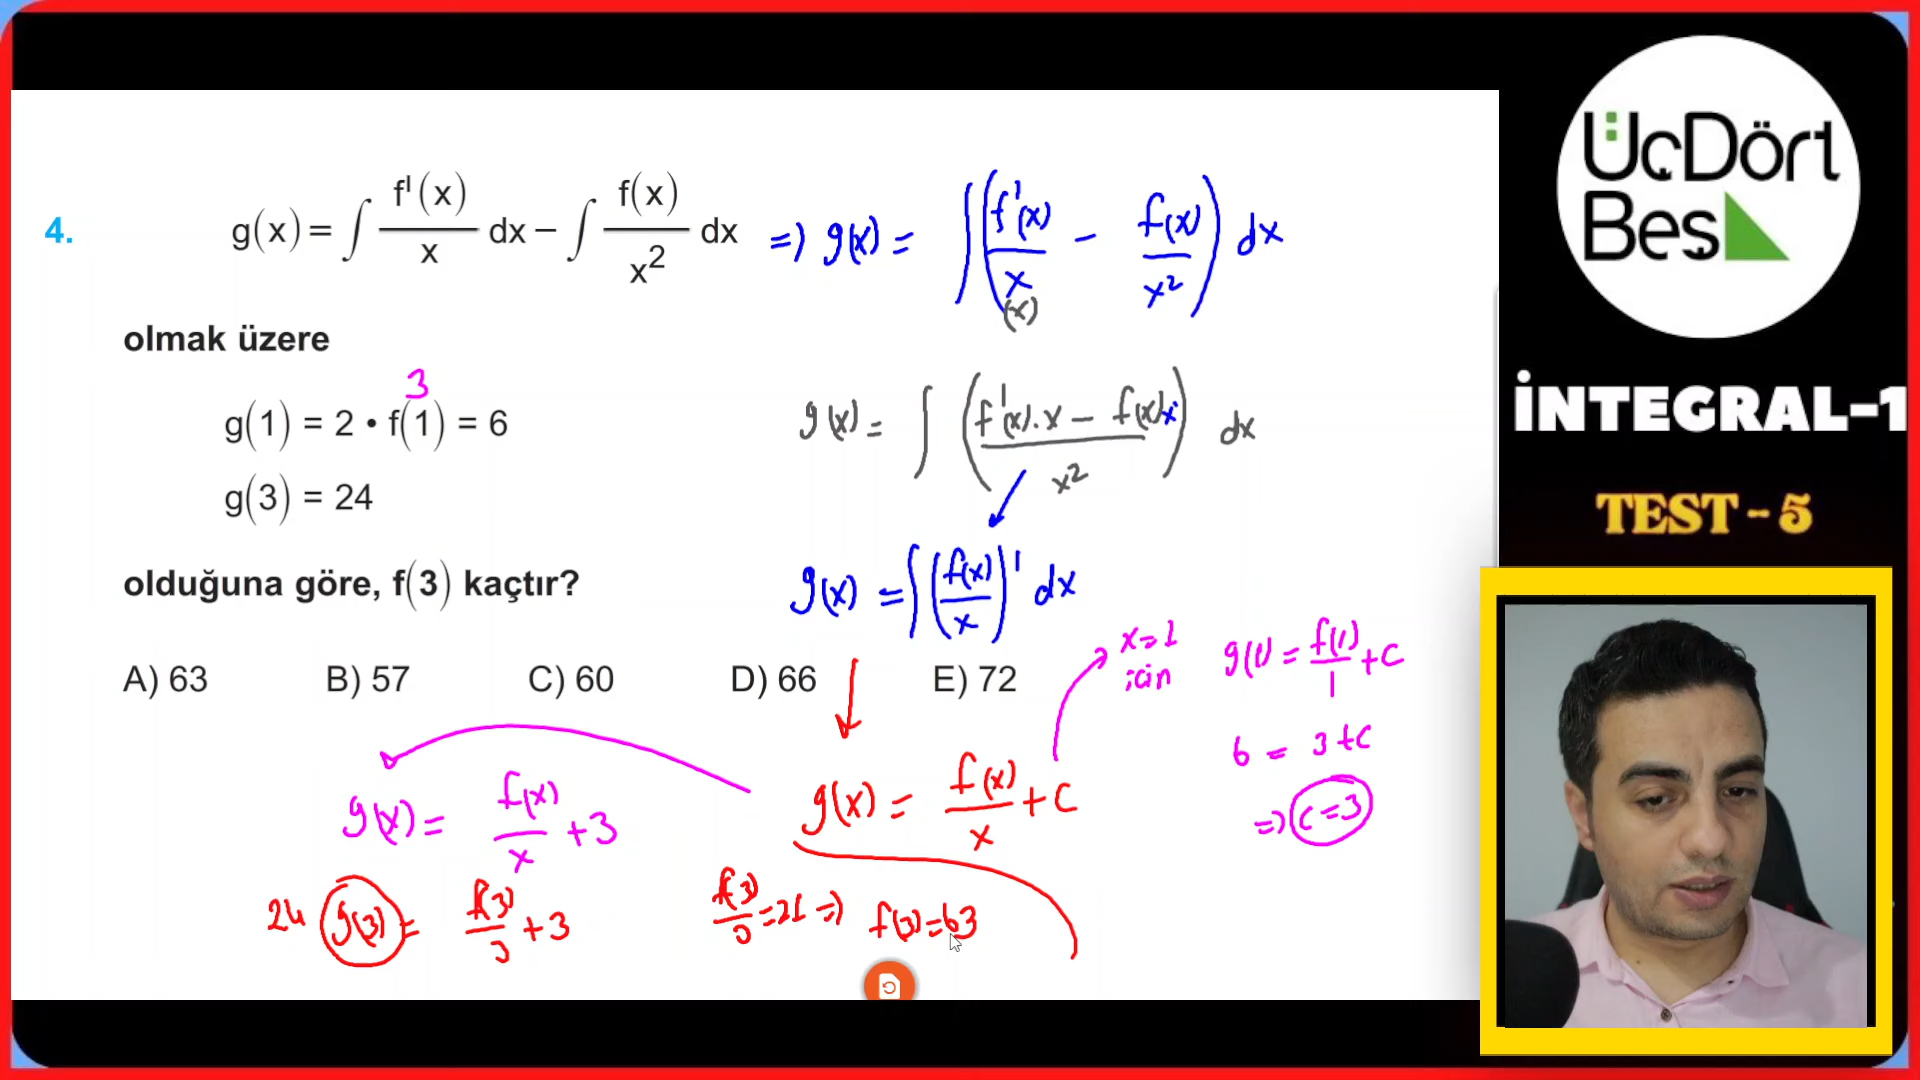 4. g(x) = ∫ f'(x)/x dx − ∫ f(x)/x² dx ⇒ g(x) = ∫ (f'(x)/x − f(x)/x²) dx
(x)
olmak üzere
3
g(1) = 2 • f(1) = 6
g(x) = ∫ (f'(x).x − f(x)x'/x²) dx
g(3) = 24
olduğuna göre, f(3) kaçtır?
g(x) = ∫ (f(x)/x)' dx
A) 63 B) 57 C) 60 D) 66 E) 72
x=1 için
g(1) = f(1)/1 + c
6 = 3+c
⇒ c=3
g(x) = f(x)/x + c
g(x) = f(x)/x + 3
24 g(3) = f(3)/3 + 3
f(3)/3 = 21 ⇒ f(3)=63
ÜçDört
Beş
İNTEGRAL-1
TEST - 5